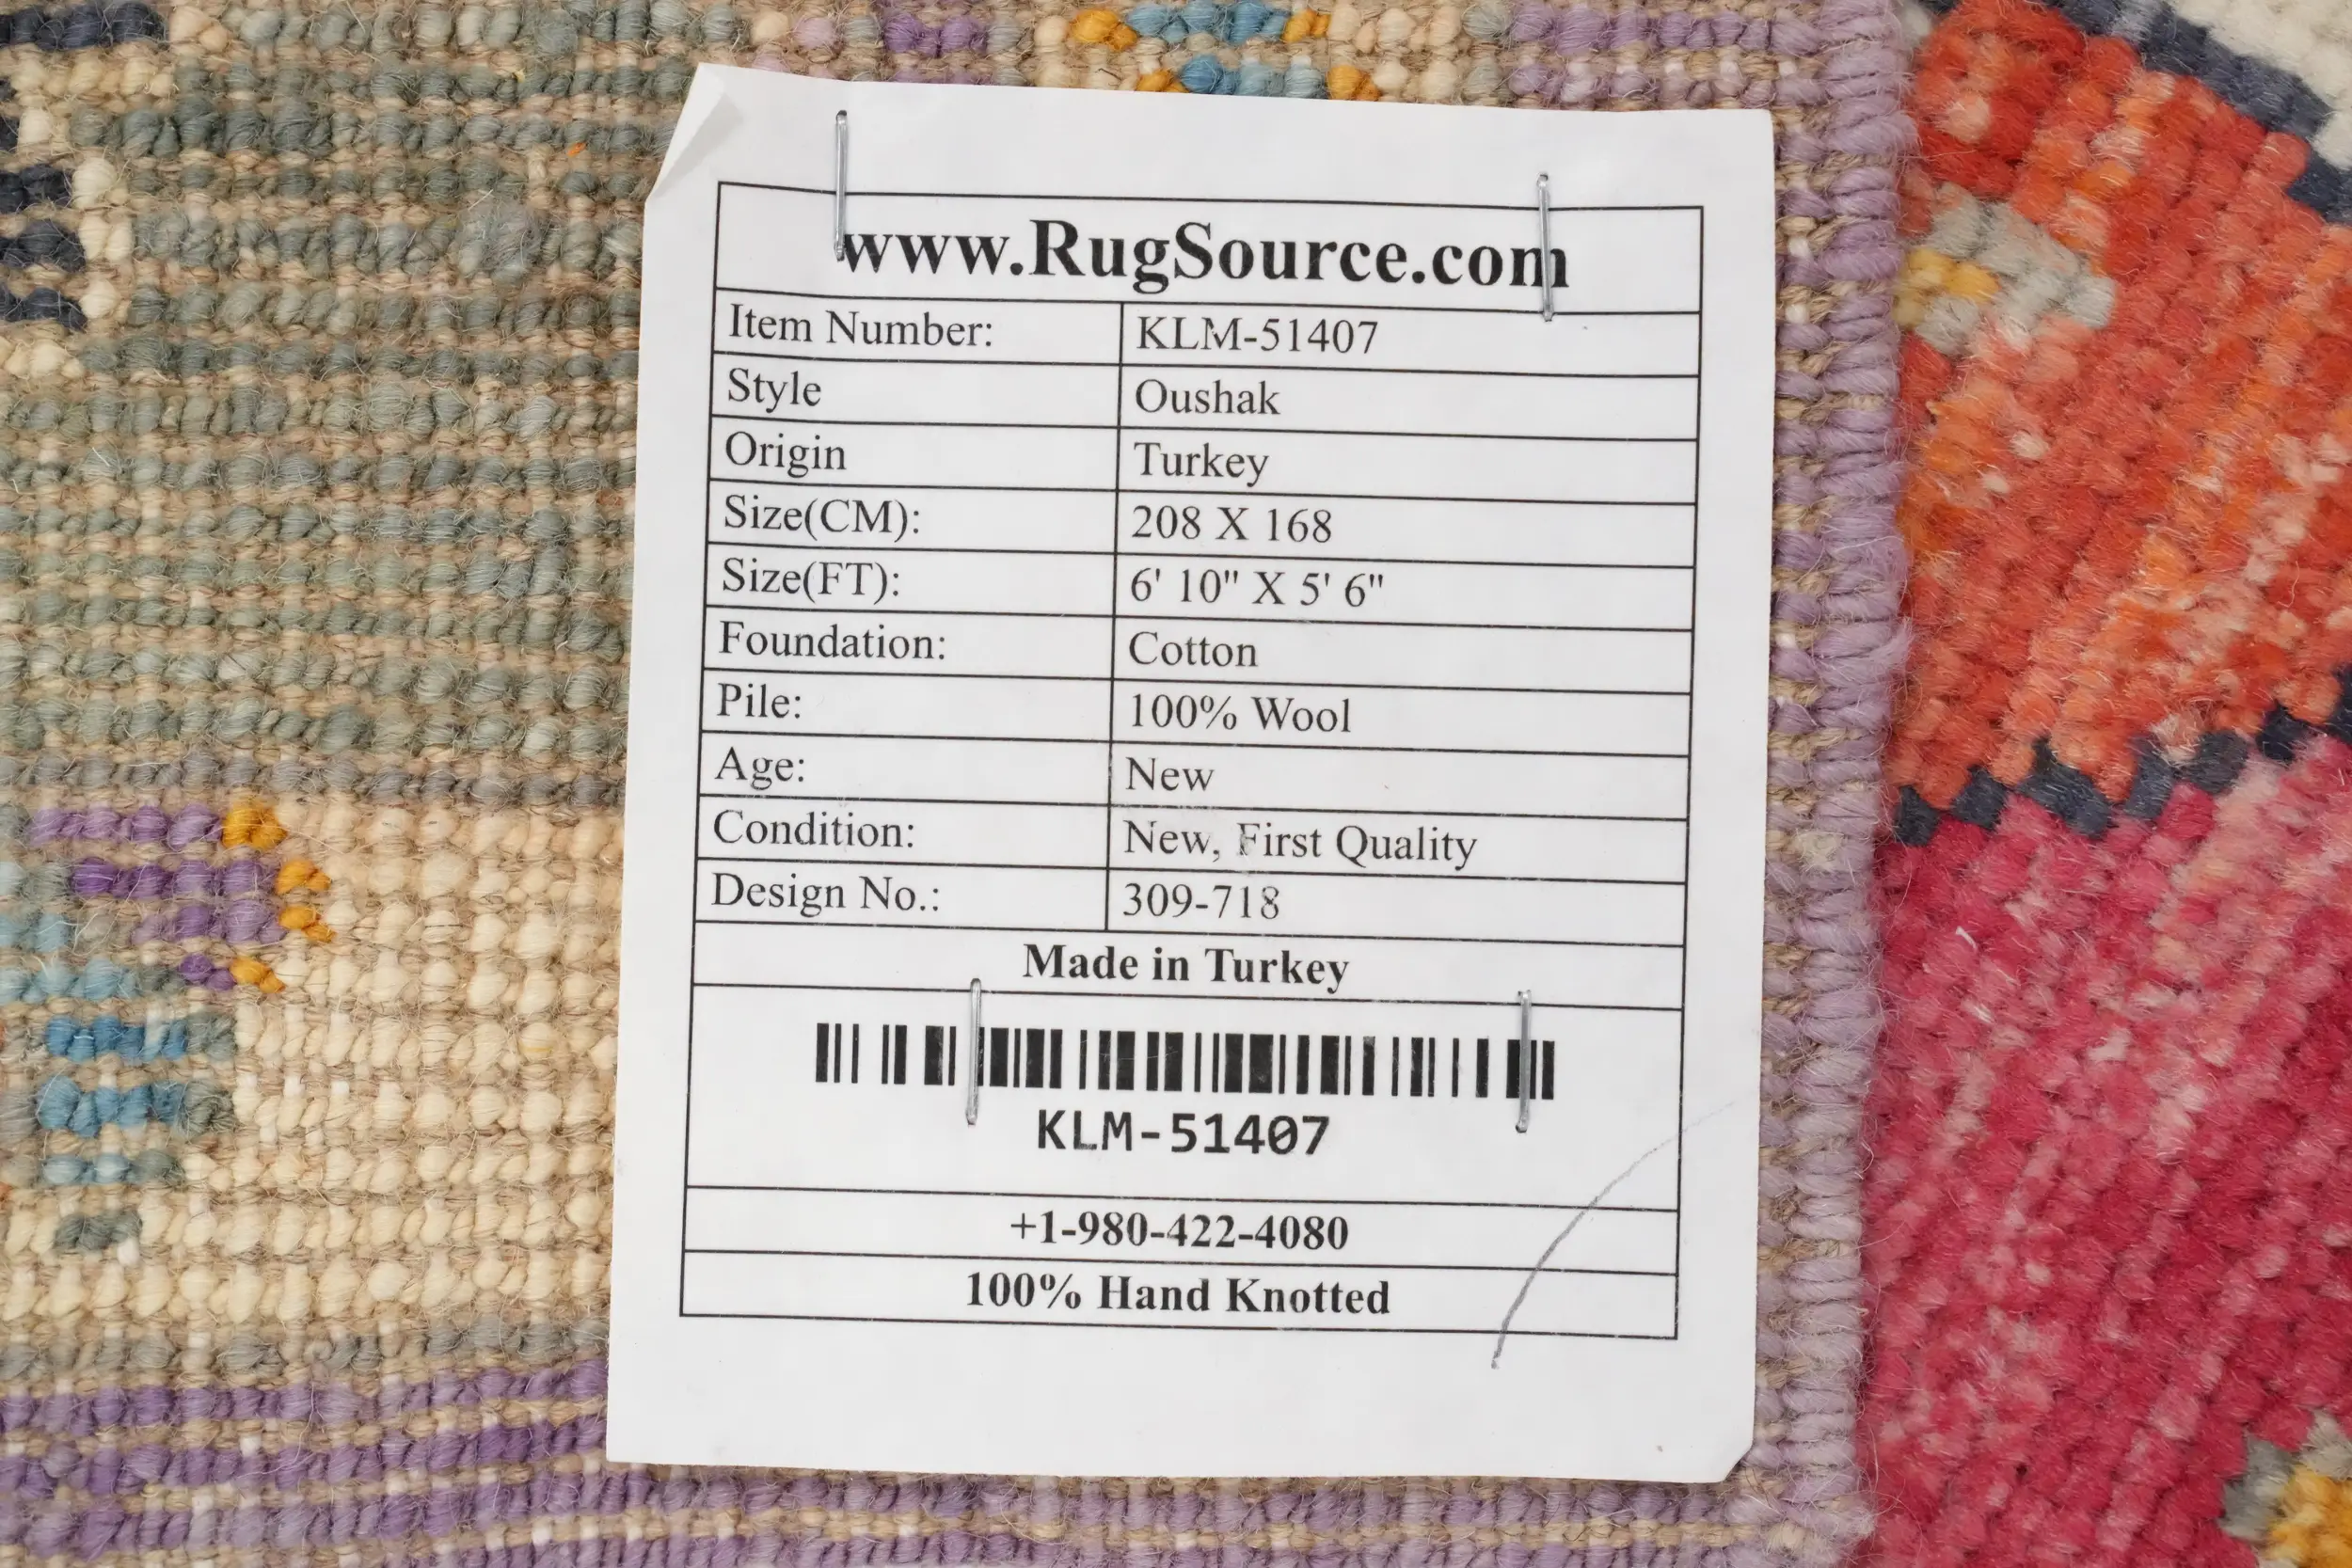 www.RugSource.com
Item Number: KLM-51407
Style Oushak
Origin Turkey
Size(CM): 208 X 168
Size(FT): 6' 10" X 5' 6"
Foundation: Cotton
Pile: 100% Wool
Age: New
Condition: New, First Quality
Design No.: 309-718
Made in Turkey
KLM-51407
+1-980-422-4080
100% Hand Knotted